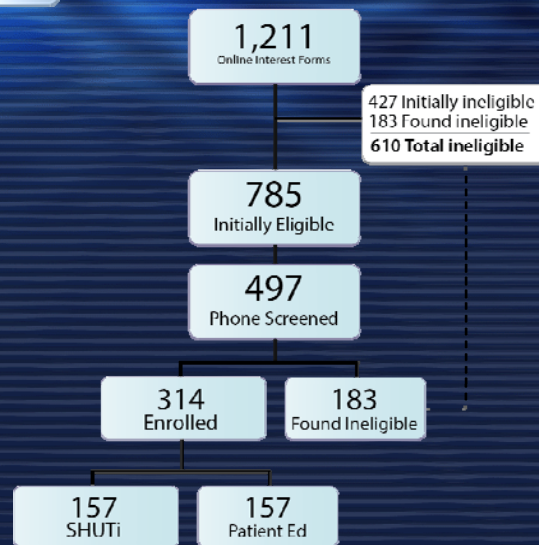 1,211
Online Interest Forms
427 Initially ineligible
183 Found ineligible
610 Total ineligible
785
Initially Eligible
497
Phone Screened
314
Enrolled
183
Found Ineligible
157
SHUTi
157
Patient Ed